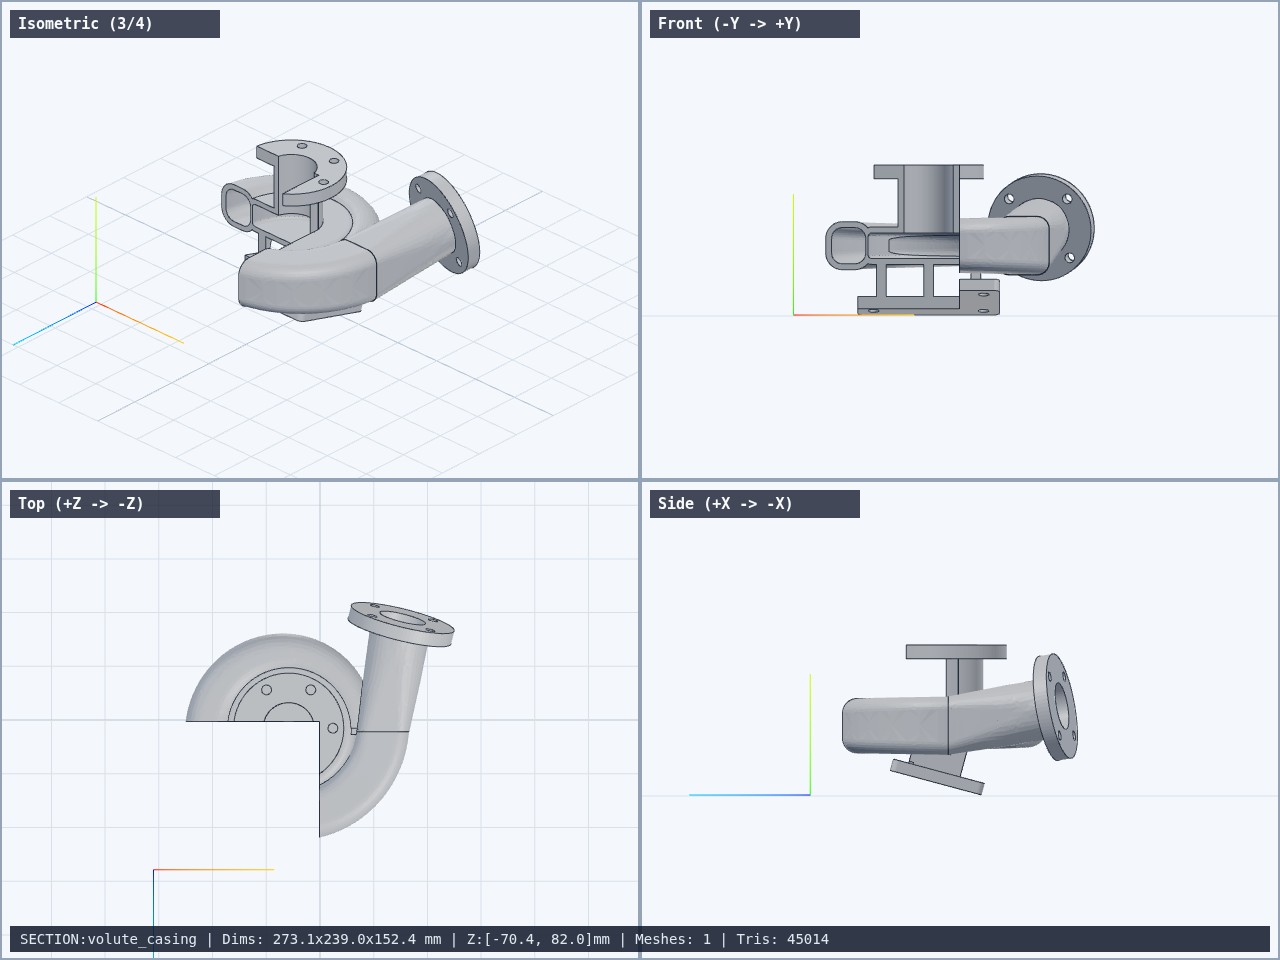 Isometric (3/4)
Front (-Y -> +Y)
Top (+Z -> -Z)
Side (+X -> -X)
SECTION:volute_casing | Dims: 273.1x239.0x152.4 mm | Z:[-70.4, 82.0]mm | Meshes: 1 | Tris: 45014